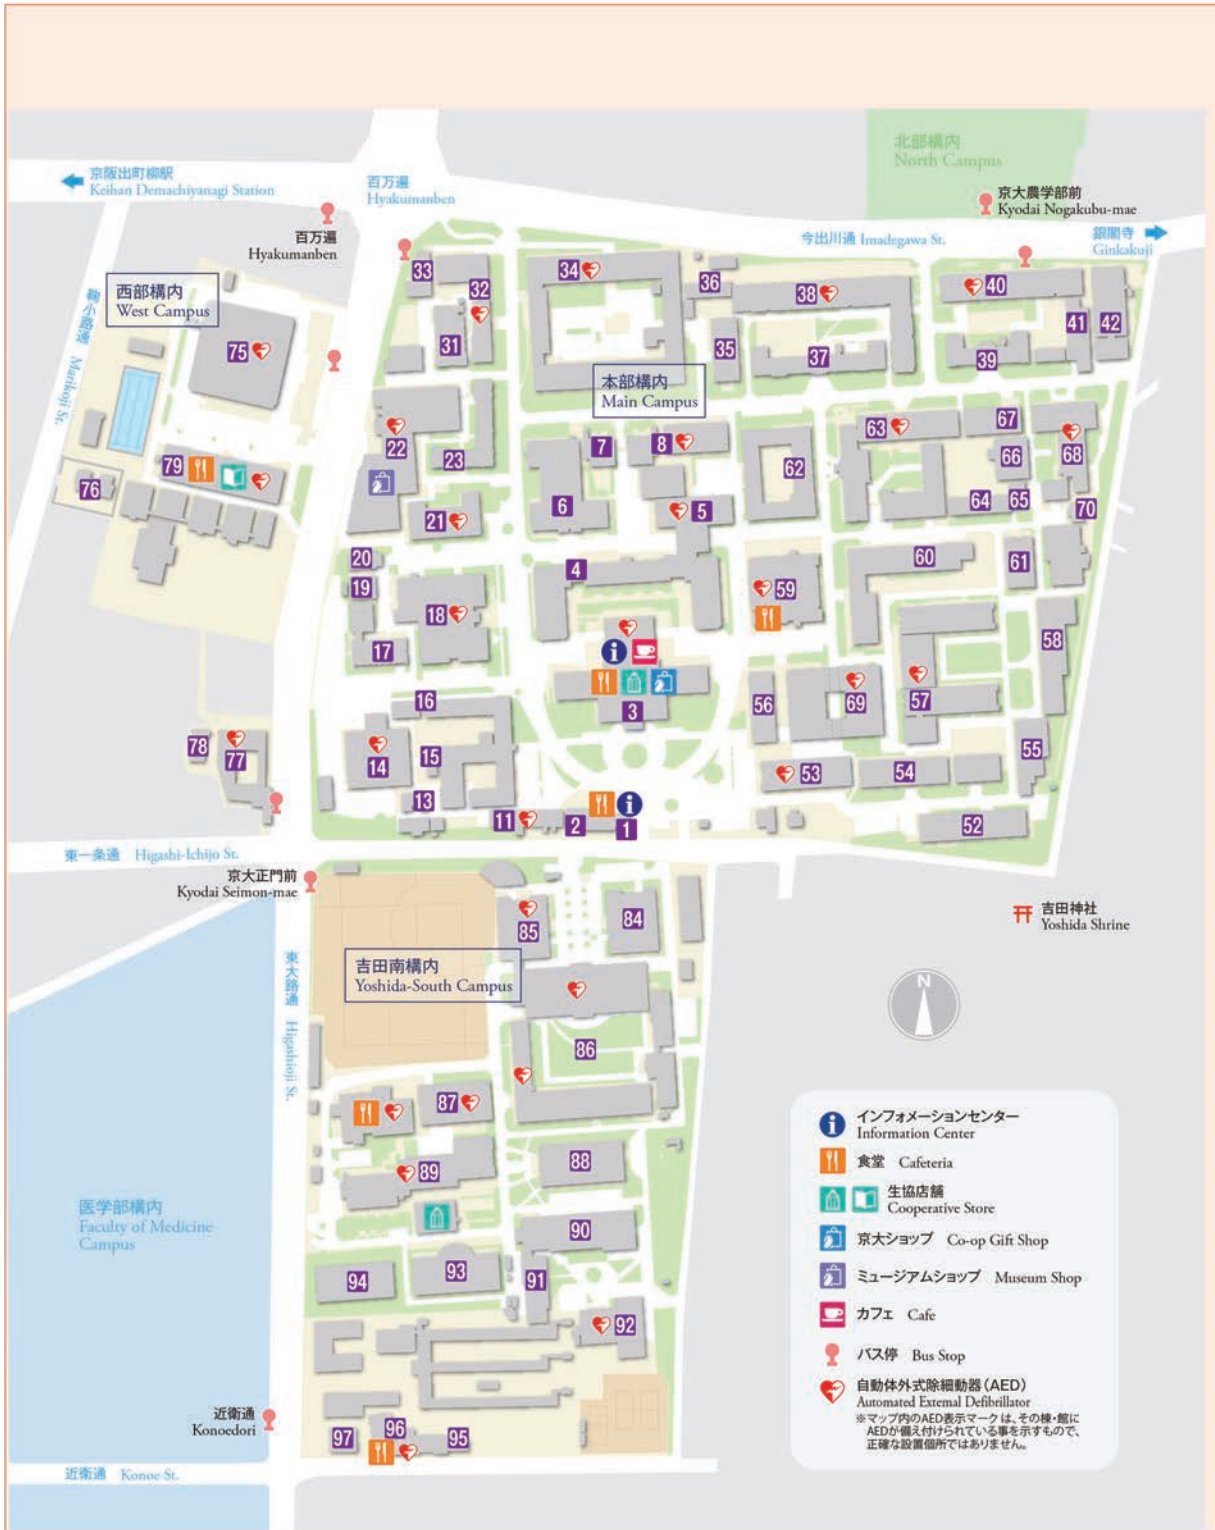 北部構内
North Campus
京阪出町柳駅
Keihan Demachiyanagi Station
百万遍
Hyakumanben
京大農学部前
Kyodai Nogakubu-mae
百万遍
Hyakumanben
今出川通 Imadegawa St.
銀閣寺
Ginkakuji
西部構内
West Campus
鞠小路通 Marikoji St.
33
32
34
36
38
40
41
42
75
31
35
37
39
本部構内
Main Campus
22
23
7
8
63
67
62
66
68
79
76
6
5
64
65
70
21
20
19
4
60
61
59
18
58
17
16
3
56
69
57
78
77
14
15
55
53
54
13
11
2
1
52
東一条通 Higashi-Ichijo St.
京大正門前
Kyodai Seimon-mae
85
84
吉田神社
Yoshida Shrine
東大路通 Higashioji St.
吉田南構内
Yoshida-South Campus
N
86
87
88
89
医学部構内
Faculty of Medicine
Campus
90
94
93
91
92
近衛通
Konoedori
97
96
95
近衛通 Konoe St.
インフォメーションセンター
Information Center
食堂 Cafeteria
生協店舗
Cooperative Store
京大ショップ Co-op Gift Shop
ミュージアムショップ Museum Shop
カフェ Cafe
バス停 Bus Stop
自動体外式除細動器(AED)
Automated External Defibrillator
※マップ内のAED表示マークは、その棟・館に
AEDが備え付けられている事を示すもので、
正確な設置個所ではありません。